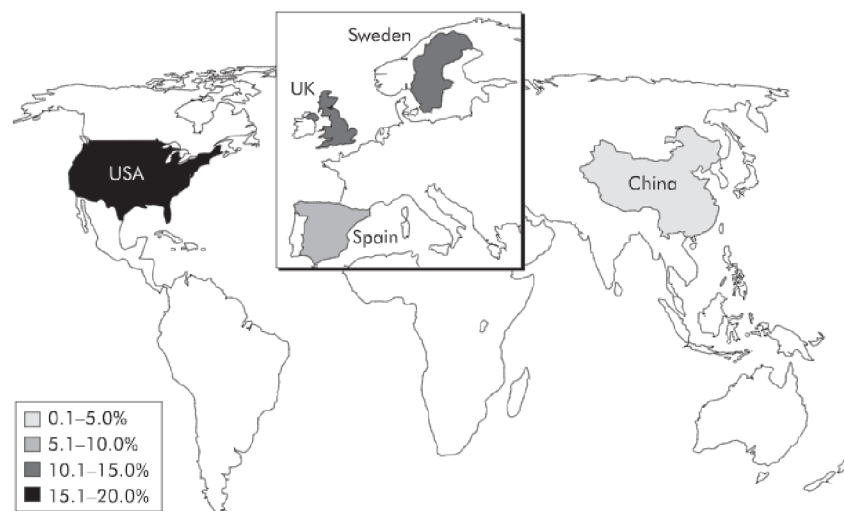 Sweden
UK
USA
China
Spain
0.1–5.0%
5.1–10.0%
10.1–15.0%
15.1–20.0%